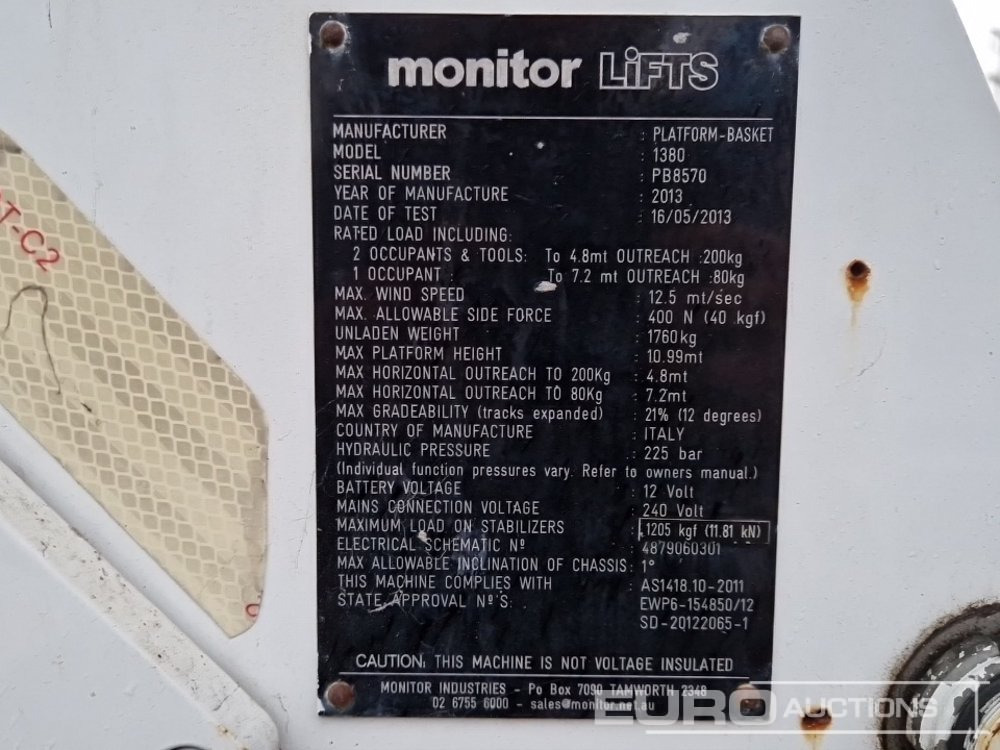 monitor LiFTS
MANUFACTURER : PLATFORM-BASKET
MODEL : 1380
SERIAL NUMBER : PB8570
YEAR OF MANUFACTURE : 2013
DATE OF TEST : 16/05/2013
RATED LOAD INCLUDING:
2 OCCUPANTS & TOOLS: To 4.8mt OUTREACH :200kg
1 OCCUPANT : To 7.2 mt OUTREACH :80kg
MAX. WIND SPEED : 12.5 mt/sec
MAX. ALLOWABLE SIDE FORCE : 400 N (40 kgf)
UNLADEN WEIGHT : 1760kg
MAX PLATFORM HEIGHT : 10.99mt
MAX HORIZONTAL OUTREACH TO 200Kg : 4.8mt
MAX HORIZONTAL OUTREACH TO 80Kg : 7.2mt
MAX GRADEABILITY (tracks expanded) : 21% (12 degrees)
COUNTRY OF MANUFACTURE : ITALY
HYDRAULIC PRESSURE : 225 bar
(Individual function pressures vary. Refer to owners manual.)
BATTERY VOLTAGE : 12 Volt
MAINS CONNECTION VOLTAGE : 240 Volt
MAXIMUM LOAD ON STABILIZERS : 1205 kgf (11.81 kN)
ELECTRICAL SCHEMATIC Nº : 4879060301
MAX ALLOWABLE INCLINATION OF CHASSIS: 1°
THIS MACHINE COMPLIES WITH : AS1418.10-2011
STATE APPROVAL Nº'S: EWP6-154850/12
SD-20122065-1
CAUTION: THIS MACHINE IS NOT VOLTAGE INSULATED
MONITOR INDUSTRIES - Po Box 7090 TAMWORTH 2348
02 6755 6000 - sales@monitor.net.au
T-C2
EURO AUCTIONS